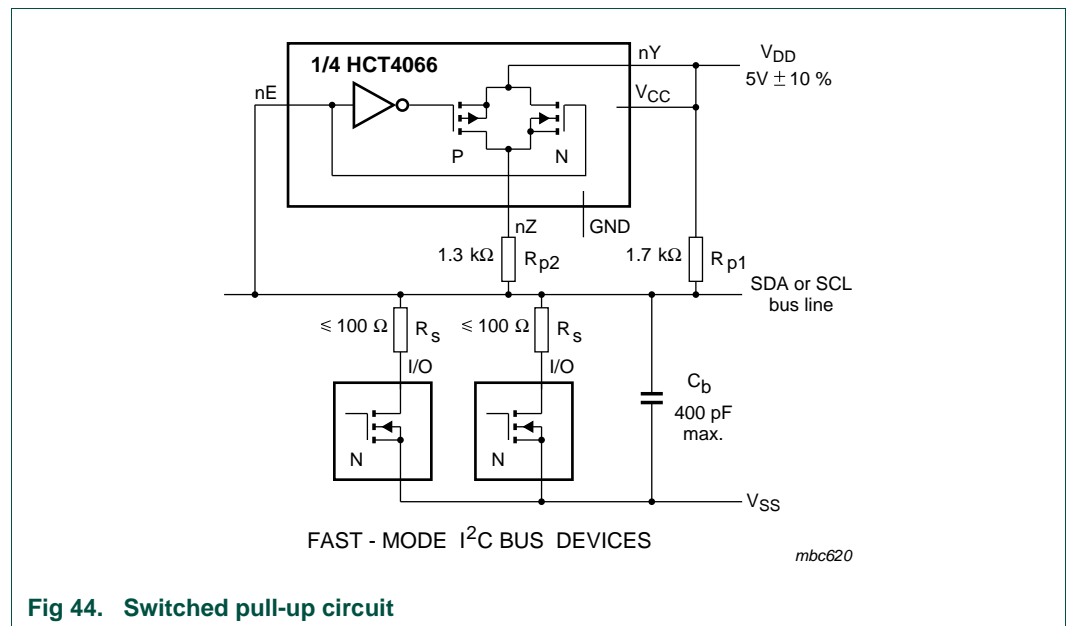 1/4 HCT4066
nY
V_DD
5V ± 10 %
nE
V_CC
P
N
nZ
GND
1.3 kΩ
R_p2
1.7 kΩ
R_p1
SDA or SCL
bus line
≤ 100 Ω
R_s
≤ 100 Ω
R_s
I/O
I/O
C_b
400 pF
max.
N
N
V_SS
FAST - MODE I²C BUS DEVICES
mbc620
Fig 44. Switched pull-up circuit